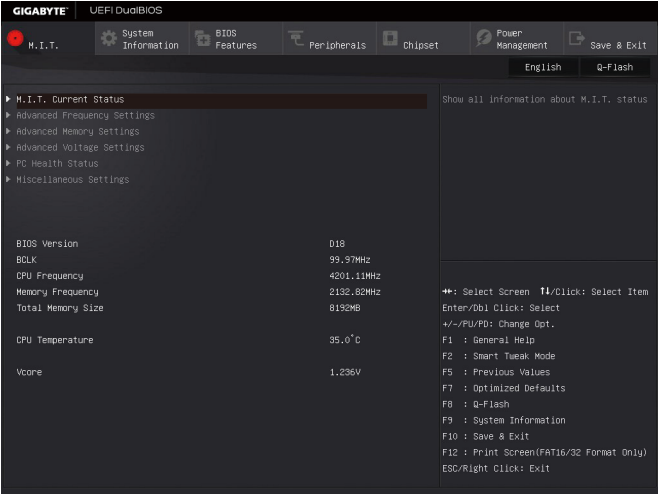 GIGABYTE™ UEFI DualBIOS
M.I.T.
System Information
BIOS Features
Peripherals
Chipset
Power Management
Save & Exit
English
Q-Flash
M.I.T. Current Status
Advanced Frequency Settings
Advanced Memory Settings
Advanced Voltage Settings
PC Health Status
Miscellaneous Settings
Show all information about M.I.T. status
BIOS Version D18
BCLK 99.97MHz
CPU Frequency 4201.11MHz
Memory Frequency 2132.82MHz
Total Memory Size 8192MB
CPU Temperature 35.0°C
Vcore 1.236V
→←: Select Screen ↑↓/Click: Select Item
Enter/Dbl Click: Select
+/-/PU/PD: Change Opt.
F1 : General Help
F2 : Smart Tweak Mode
F5 : Previous Values
F7 : Optimized Defaults
F8 : Q-Flash
F9 : System Information
F10 : Save & Exit
F12 : Print Screen(FAT16/32 Format Only)
ESC/Right Click: Exit